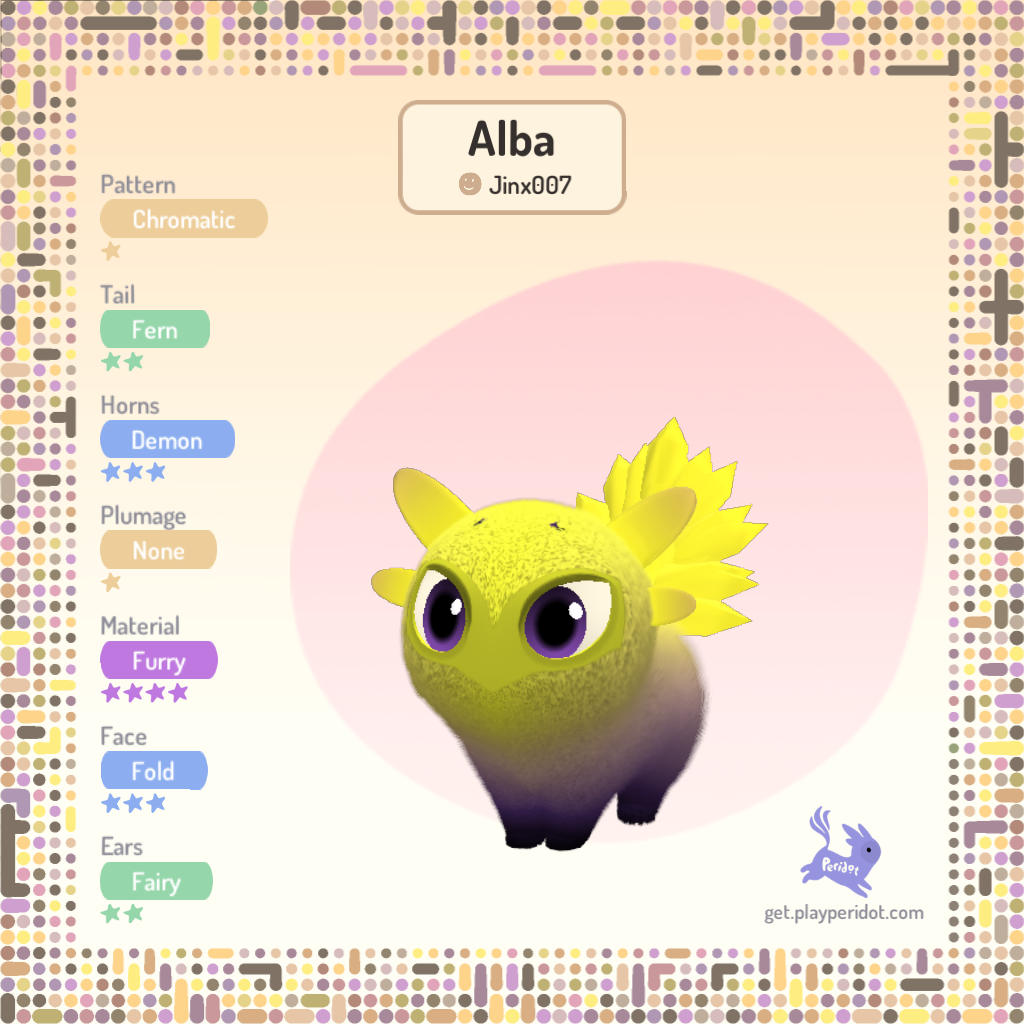 Alba
Jinx007
Pattern
Chromatic
Tail
Fern
Horns
Demon
Plumage
None
Material
Furry
Face
Fold
Ears
Fairy
Peridot
get.playperidot.com